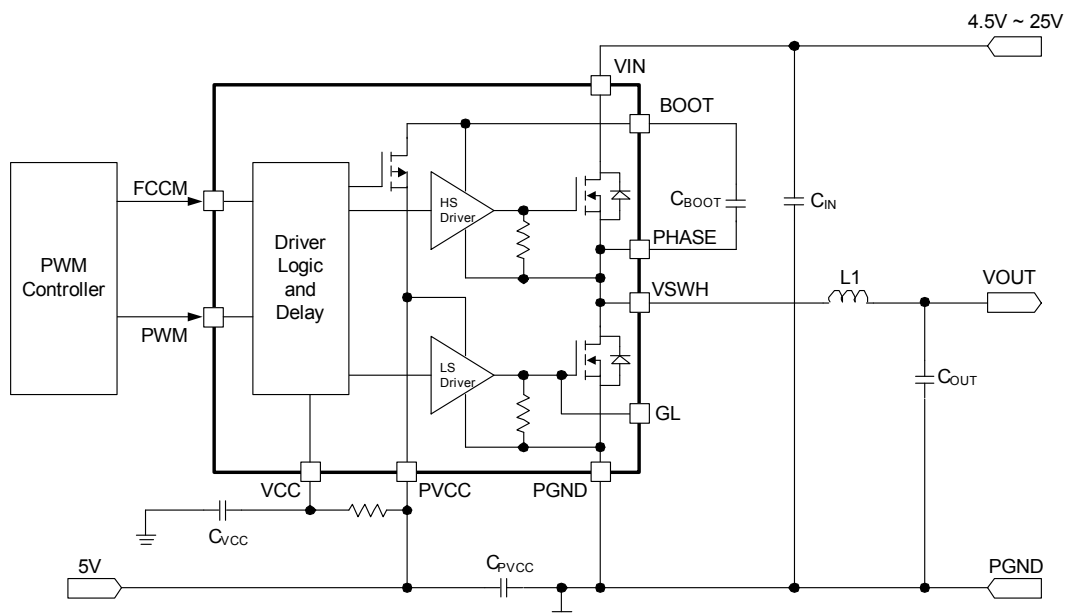 4.5V ~ 25V
VIN
BOOT
FCCM
HS
Driver
CBOOT
CIN
PWM
Controller
Driver
Logic
and
Delay
PHASE
L1
VOUT
VSWH
PWM
LS
Driver
COUT
GL
VCC
PVCC
PGND
CVCC
5V
CPVCC
PGND